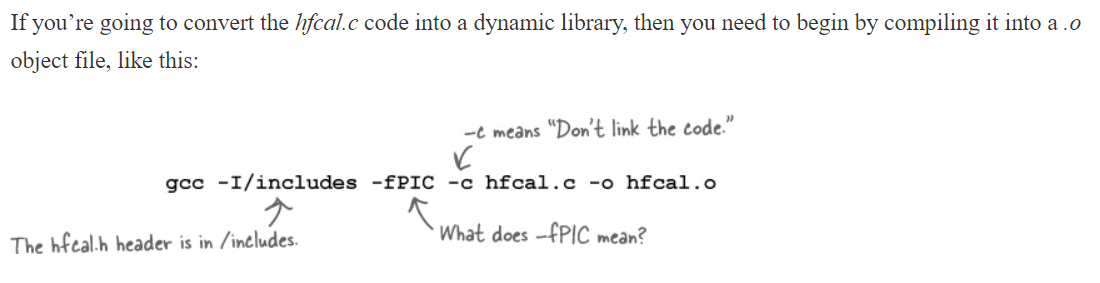 If you’re going to convert the hfcal.c code into a dynamic library, then you need to begin by compiling it into a .o
object file, like this:
-c means “Don’t link the code.”
gcc -I/includes -fPIC -c hfcal.c -o hfcal.o
The hfcal.h header is in /includes.
What does -fPIC mean?